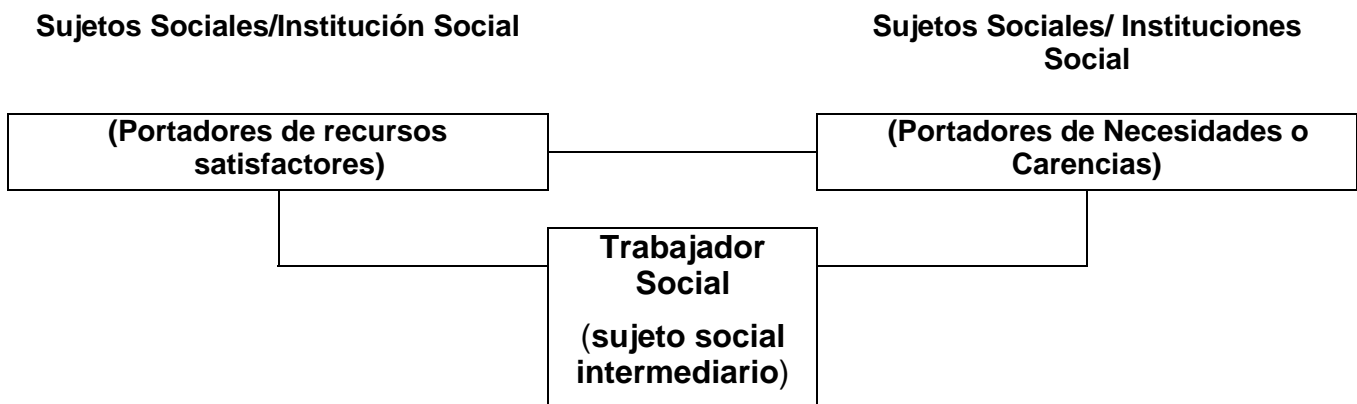 Sujetos Sociales/Institución Social
Sujetos Sociales/ Instituciones
Social
(Portadores de recursos
satisfactores)
(Portadores de Necesidades o
Carencias)
Trabajador
Social
(sujeto social
intermediario)